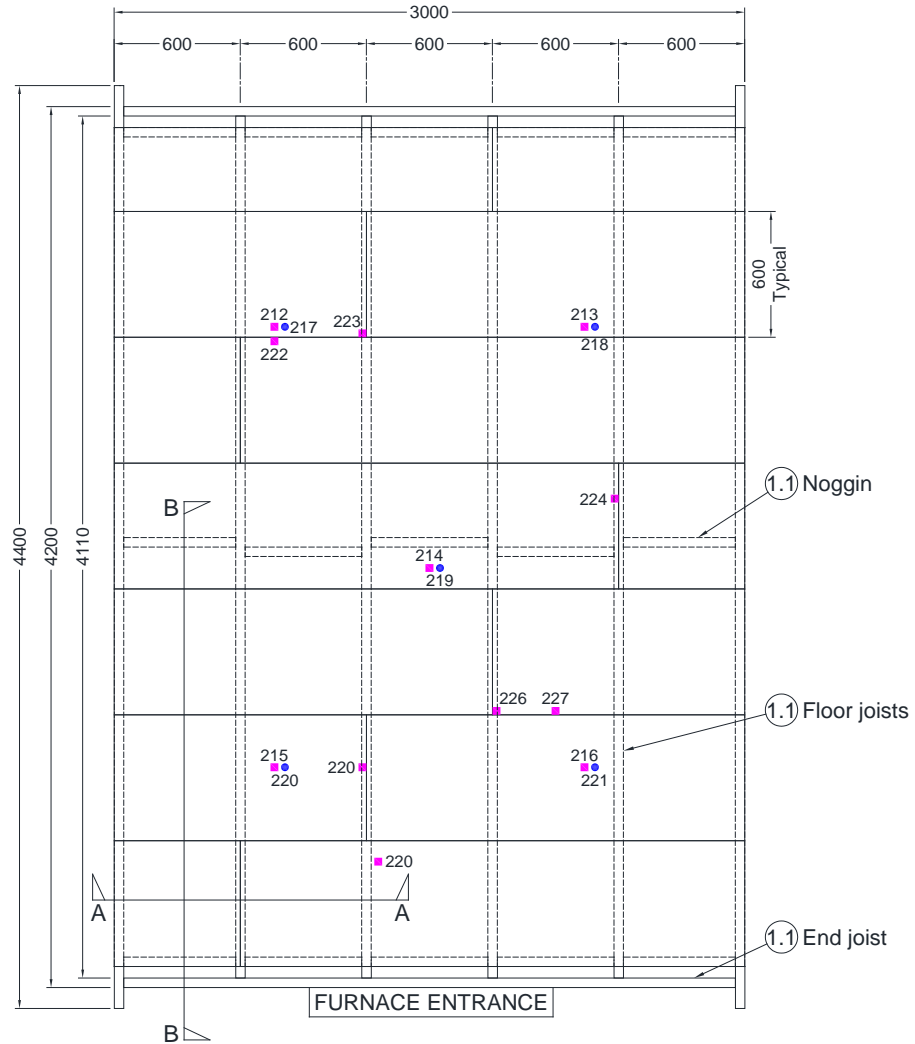 3000
600 600 600 600 600
600
Typical
212
217
223
222
213
218
4400
4200
4110
B
224
1.1 Noggin
214
219
226 227
1.1 Floor joists
215
220
220
216
221
220
A A
1.1 End joist
FURNACE ENTRANCE
B